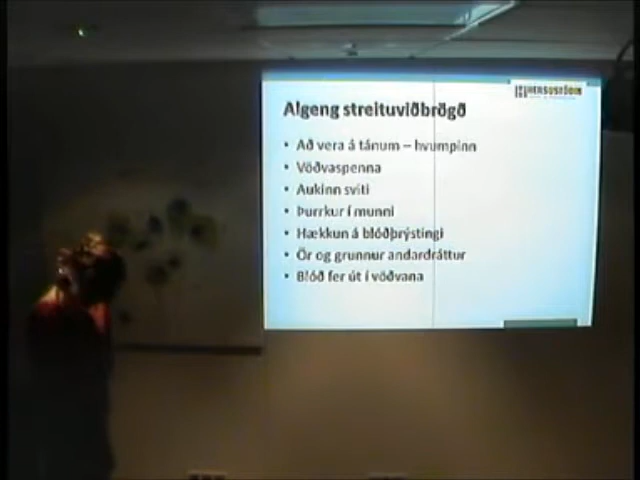 HEILSUSTÖÐIN
Algeng streituviðbrögð
• Að vera á tánum – hvumpinn
• Vöðvaspenna
• Aukinn sviti
• Þurrkur í munni
• Hækkun á blóðþrýstingi
• Ör og grunnur andardráttur
• Blóð fer út í vöðvana